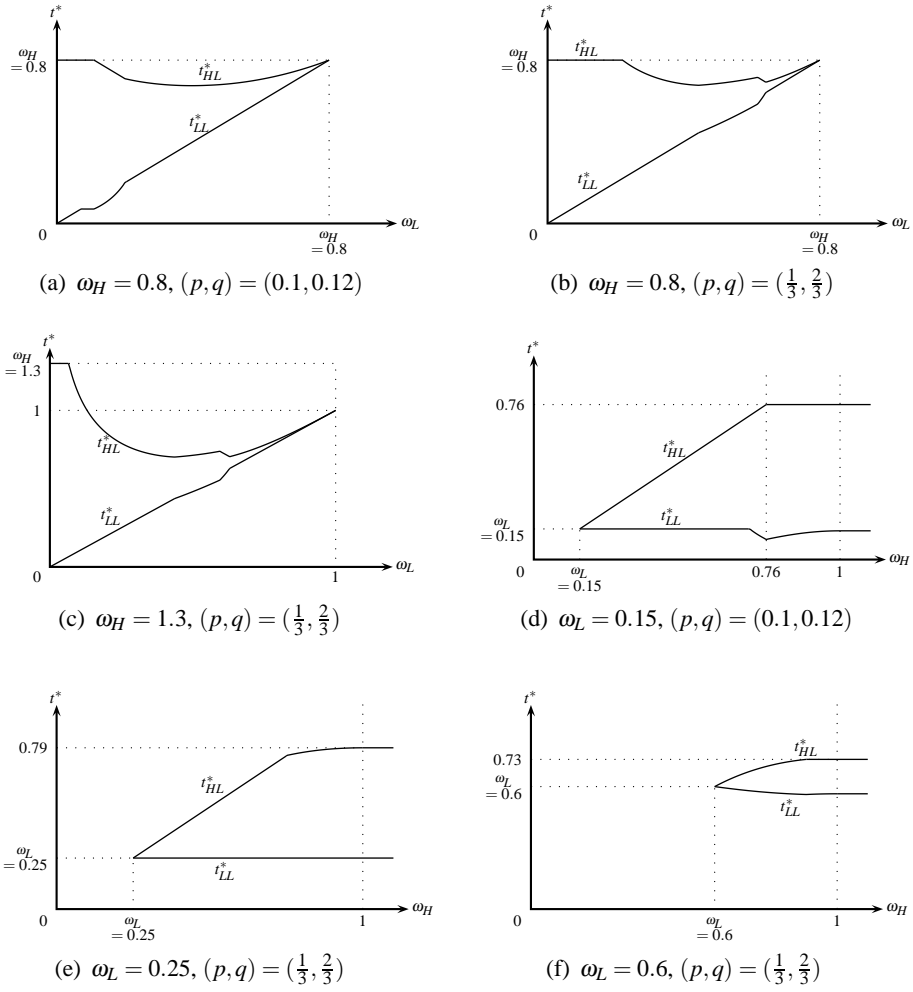 t*
ω_H
= 0.8
t*_HL
t*_LL
0
ω_H
= 0.8
ω_L
(a) ω_H = 0.8, (p,q) = (0.1,0.12)
t*
ω_H
= 0.8
t*_HL
t*_LL
0
ω_H
= 0.8
ω_L
(b) ω_H = 0.8, (p,q) = (1/3, 2/3)
t*
ω_H
= 1.3
1
t*_HL
t*_LL
0
1
ω_L
(c) ω_H = 1.3, (p,q) = (1/3, 2/3)
t*
0.76
t*_HL
ω_L
= 0.15
t*_LL
0
ω_L
= 0.15
0.76
1
ω_H
(d) ω_L = 0.15, (p,q) = (0.1,0.12)
t*
0.79
t*_HL
ω_L
= 0.25
t*_LL
0
ω_L
= 0.25
1
ω_H
(e) ω_L = 0.25, (p,q) = (1/3, 2/3)
t*
0.73
t*_HL
ω_L
= 0.6
t*_LL
0
ω_L
= 0.6
1
ω_H
(f) ω_L = 0.6, (p,q) = (1/3, 2/3)